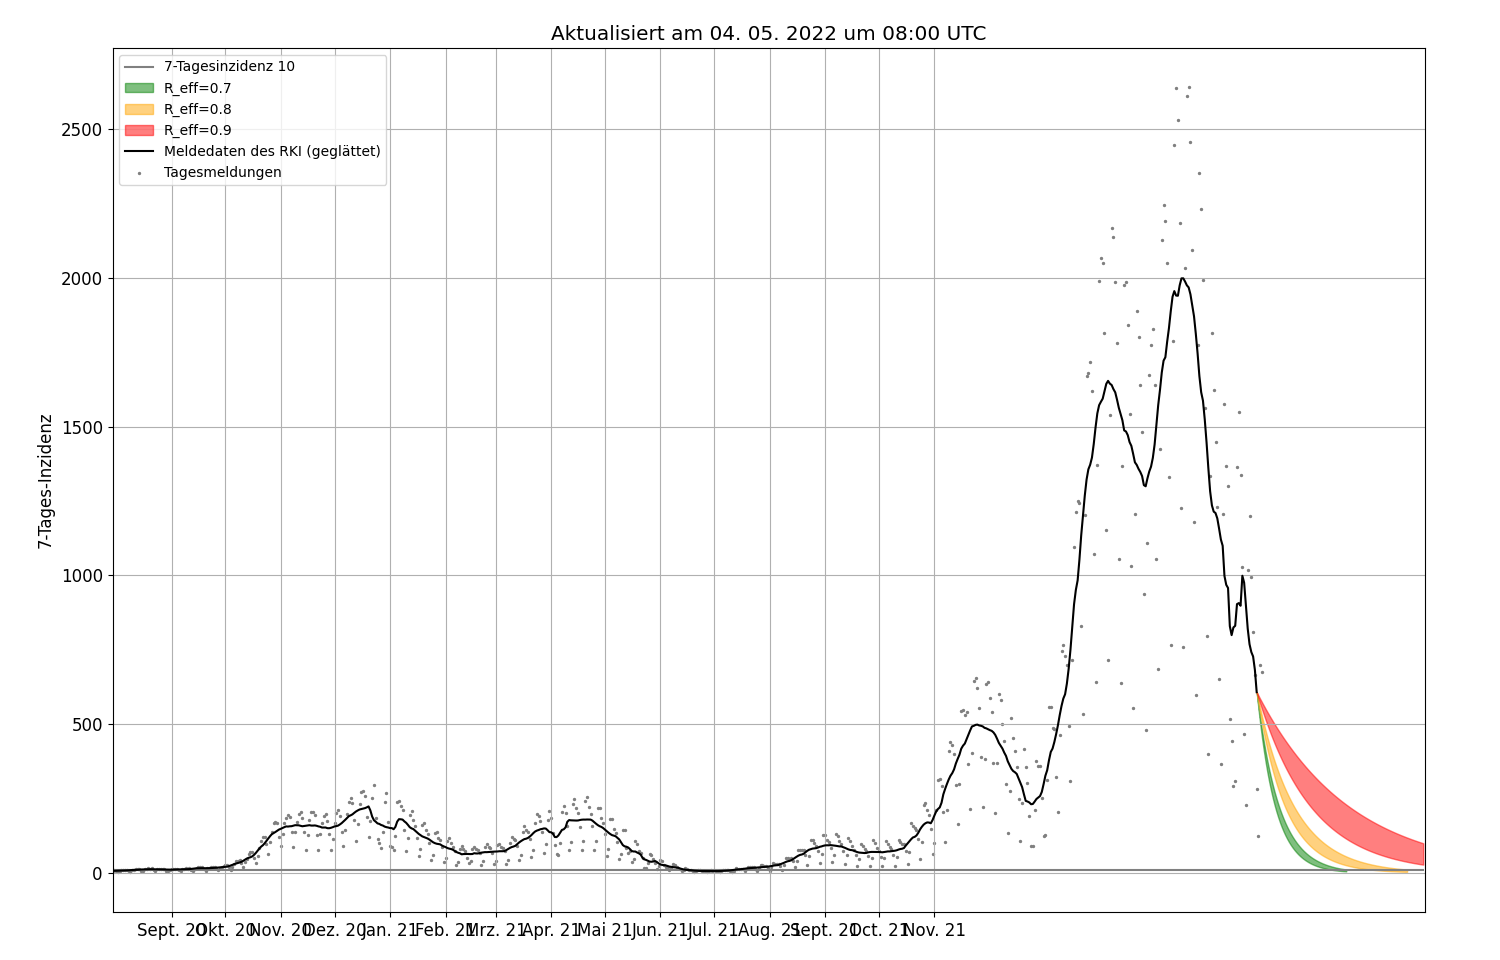 Aktualisiert am 04. 05. 2022 um 08:00 UTC
7-Tagesinzidenz 10
R_eff=0.7
R_eff=0.8
R_eff=0.9
Meldedaten des RKI (geglättet)
Tagesmeldungen
7-Tages-Inzidenz
2500
2000
1500
1000
500
0
Sept. 20 Okt. 20 Nov. 20 Dez. 20 Jan. 21 Feb. 21 Mrz. 21 Apr. 21 Mai 21 Jun. 21 Jul. 21 Aug. 21 Sept. 21 Oct. 21 Nov. 21